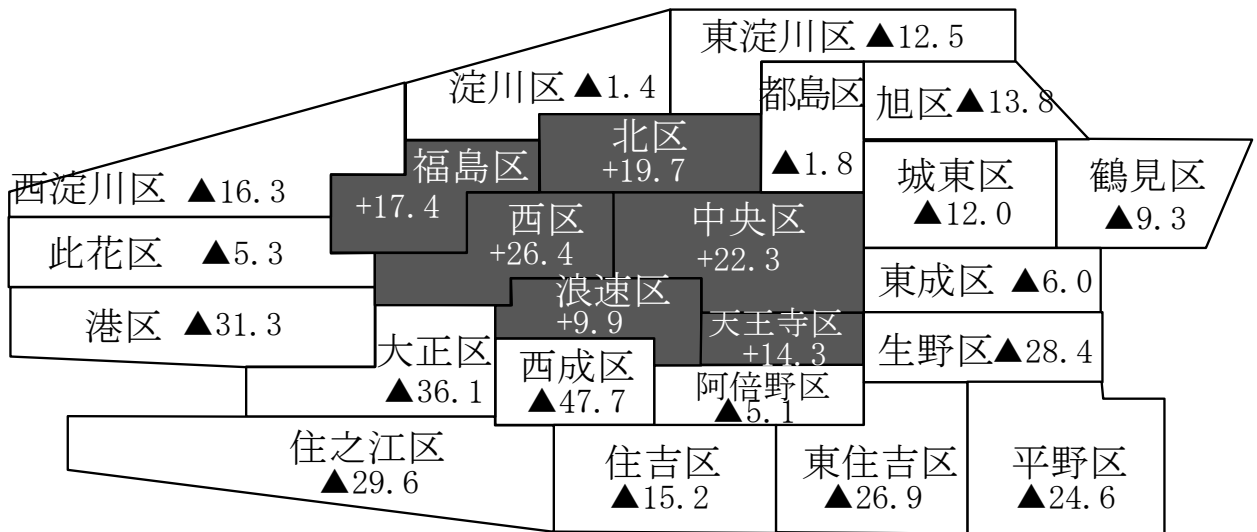 東淀川区 ▲12.5
淀川区 ▲1.4
都島区
▲1.8
旭区▲13.8
北区
+19.7
福島区
+17.4
西淀川区 ▲16.3
城東区
▲12.0
鶴見区
▲9.3
西区
+26.4
中央区
+22.3
此花区 ▲5.3
東成区 ▲6.0
浪速区
+9.9
港区 ▲31.3
天王寺区
+14.3
大正区
▲36.1
西成区
▲47.7
生野区▲28.4
阿倍野区
▲5.1
住之江区
▲29.6
住吉区
▲15.2
東住吉区
▲26.9
平野区
▲24.6